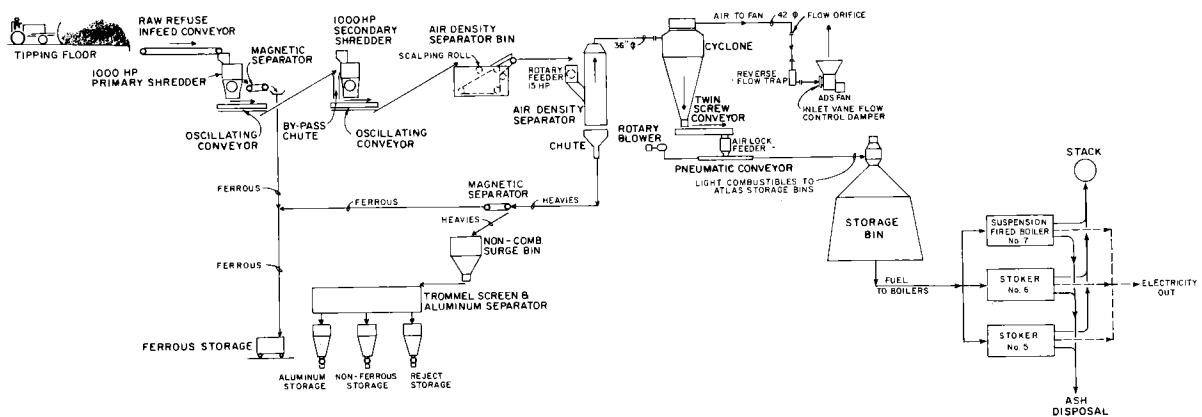 RAW REFUSE
INFEED CONVEYOR
TIPPING FLOOR
MAGNETIC
SEPARATOR
1000 HP
PRIMARY SHREDDER
OSCILLATING
CONVEYOR
1000 HP
SECONDARY
SHREDDER
BY-PASS
CHUTE
OSCILLATING
CONVEYOR
AIR DENSITY
SEPARATOR BIN
SCALPING ROLL
ROTARY
FEEDER
15 HP
AIR DENSITY
SEPARATOR
CHUTE
36" φ
CYCLONE
AIR TO FAN
42 φ
FLOW ORIFICE
REVERSE
FLOW TRAP
ADS FAN
INLET VANE FLOW
CONTROL DAMPER
TWIN
SCREW
CONVEYOR
ROTARY
BLOWER
AIR LOCK
FEEDER
PNEUMATIC CONVEYOR
LIGHT COMBUSTIBLES TO
ATLAS STORAGE BINS
STORAGE
BIN
FUEL
TO BOILERS
STACK
SUSPENSION
FIRED BOILER
No. 7
STOKER
No. 6
STOKER
No. 5
ELECTRICITY
OUT
ASH
DISPOSAL
FERROUS
MAGNETIC
SEPARATOR
FERROUS
HEAVIES
HEAVIES
NON-COMB.
SURGE BIN
FERROUS
TROMMEL SCREEN &
ALUMINUM SEPARATOR
FERROUS STORAGE
ALUMINUM
STORAGE
NON-FERROUS
STORAGE
REJECT
STORAGE